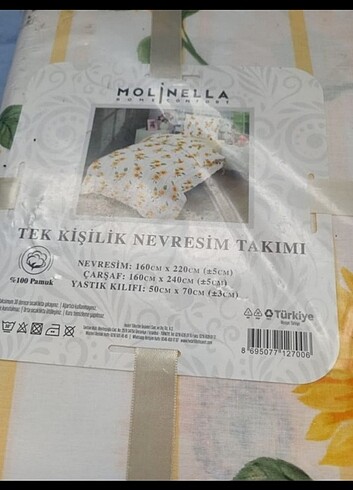 MOLINELLA
HOME COMFORT
TEK KİŞİLİK NEVRESİM TAKIMI
NEVRESİM: 160CM X 220CM (±5CM)
ÇARŞAF: 160CM X 240CM (±5CM)
YASTIK KILIFI: 50CM X 70CM (±3CM)
%100 Pamuk
Türkiye
8 695077 127006